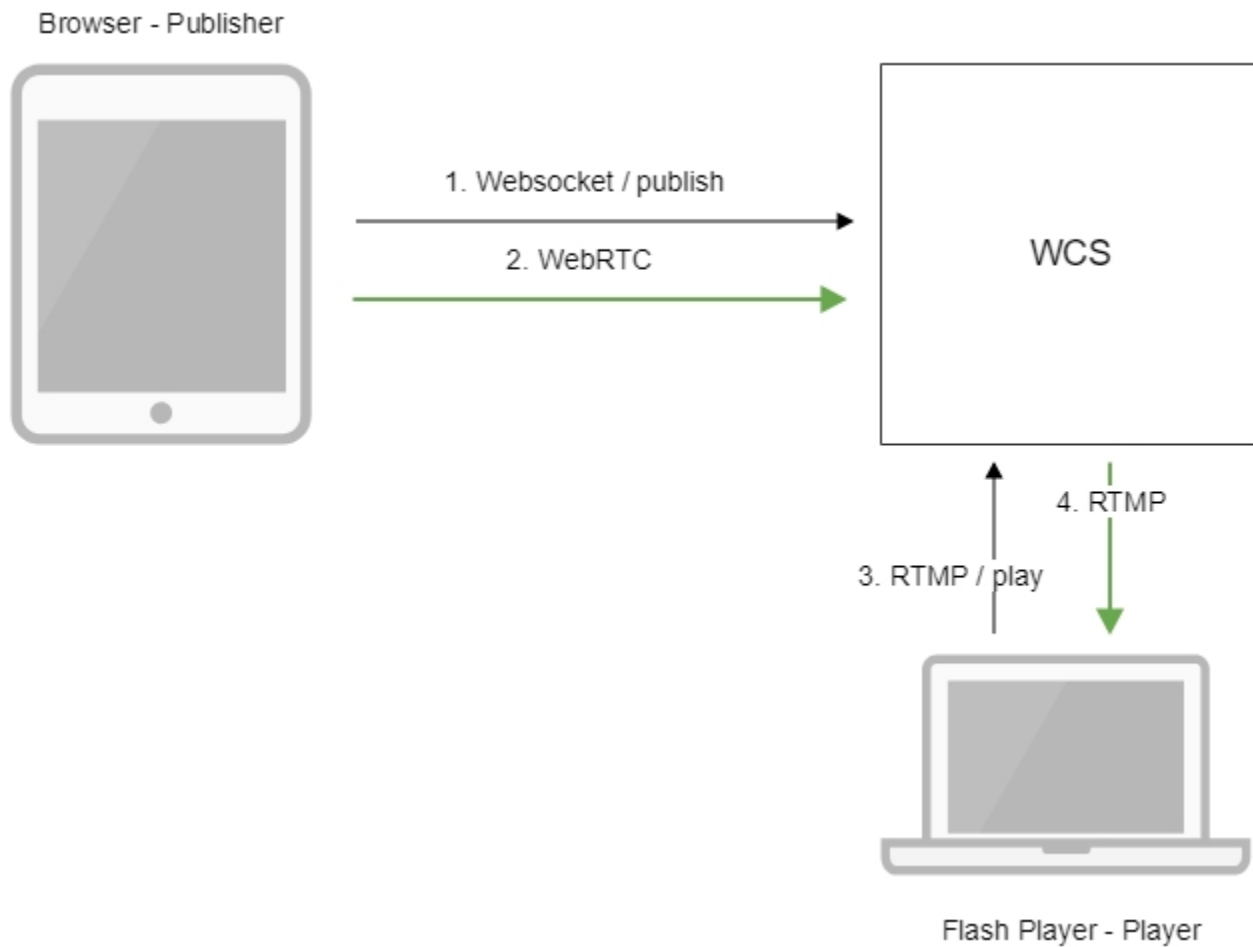 Browser - Publisher
1. Websocket / publish
2. WebRTC
WCS
4. RTMP
3. RTMP / play
Flash Player - Player